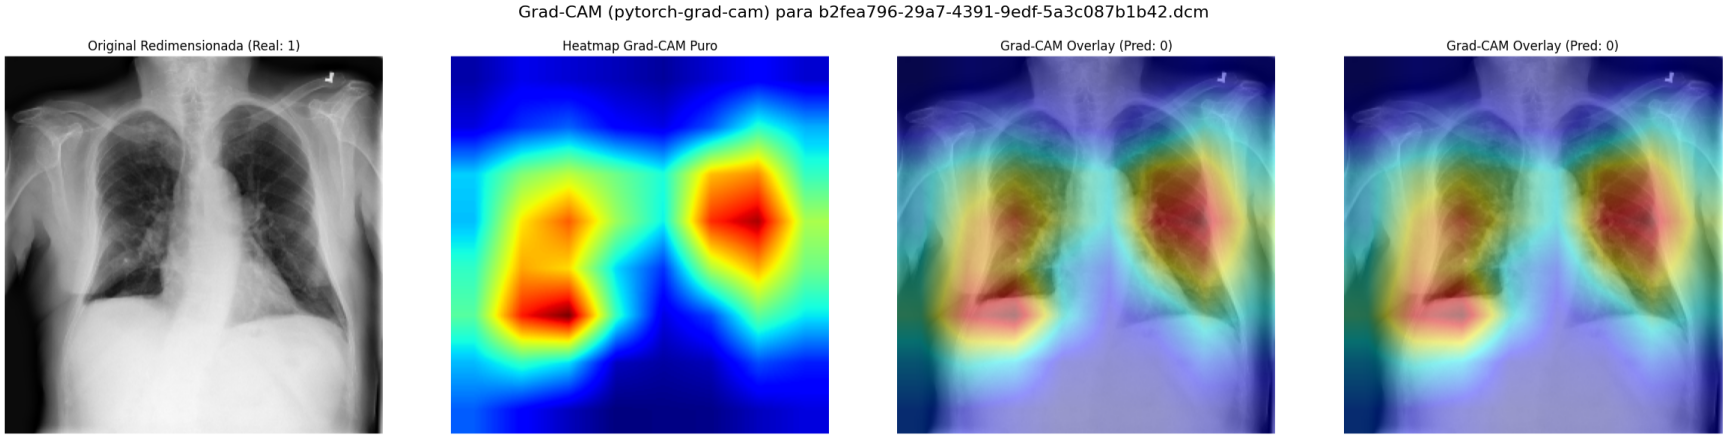 Grad-CAM (pytorch-grad-cam) para b2fea796-29a7-4391-9edf-5a3c087b1b42.dcm
Original Redimensionada (Real: 1)
Heatmap Grad-CAM Puro
Grad-CAM Overlay (Pred: 0)
Grad-CAM Overlay (Pred: 0)